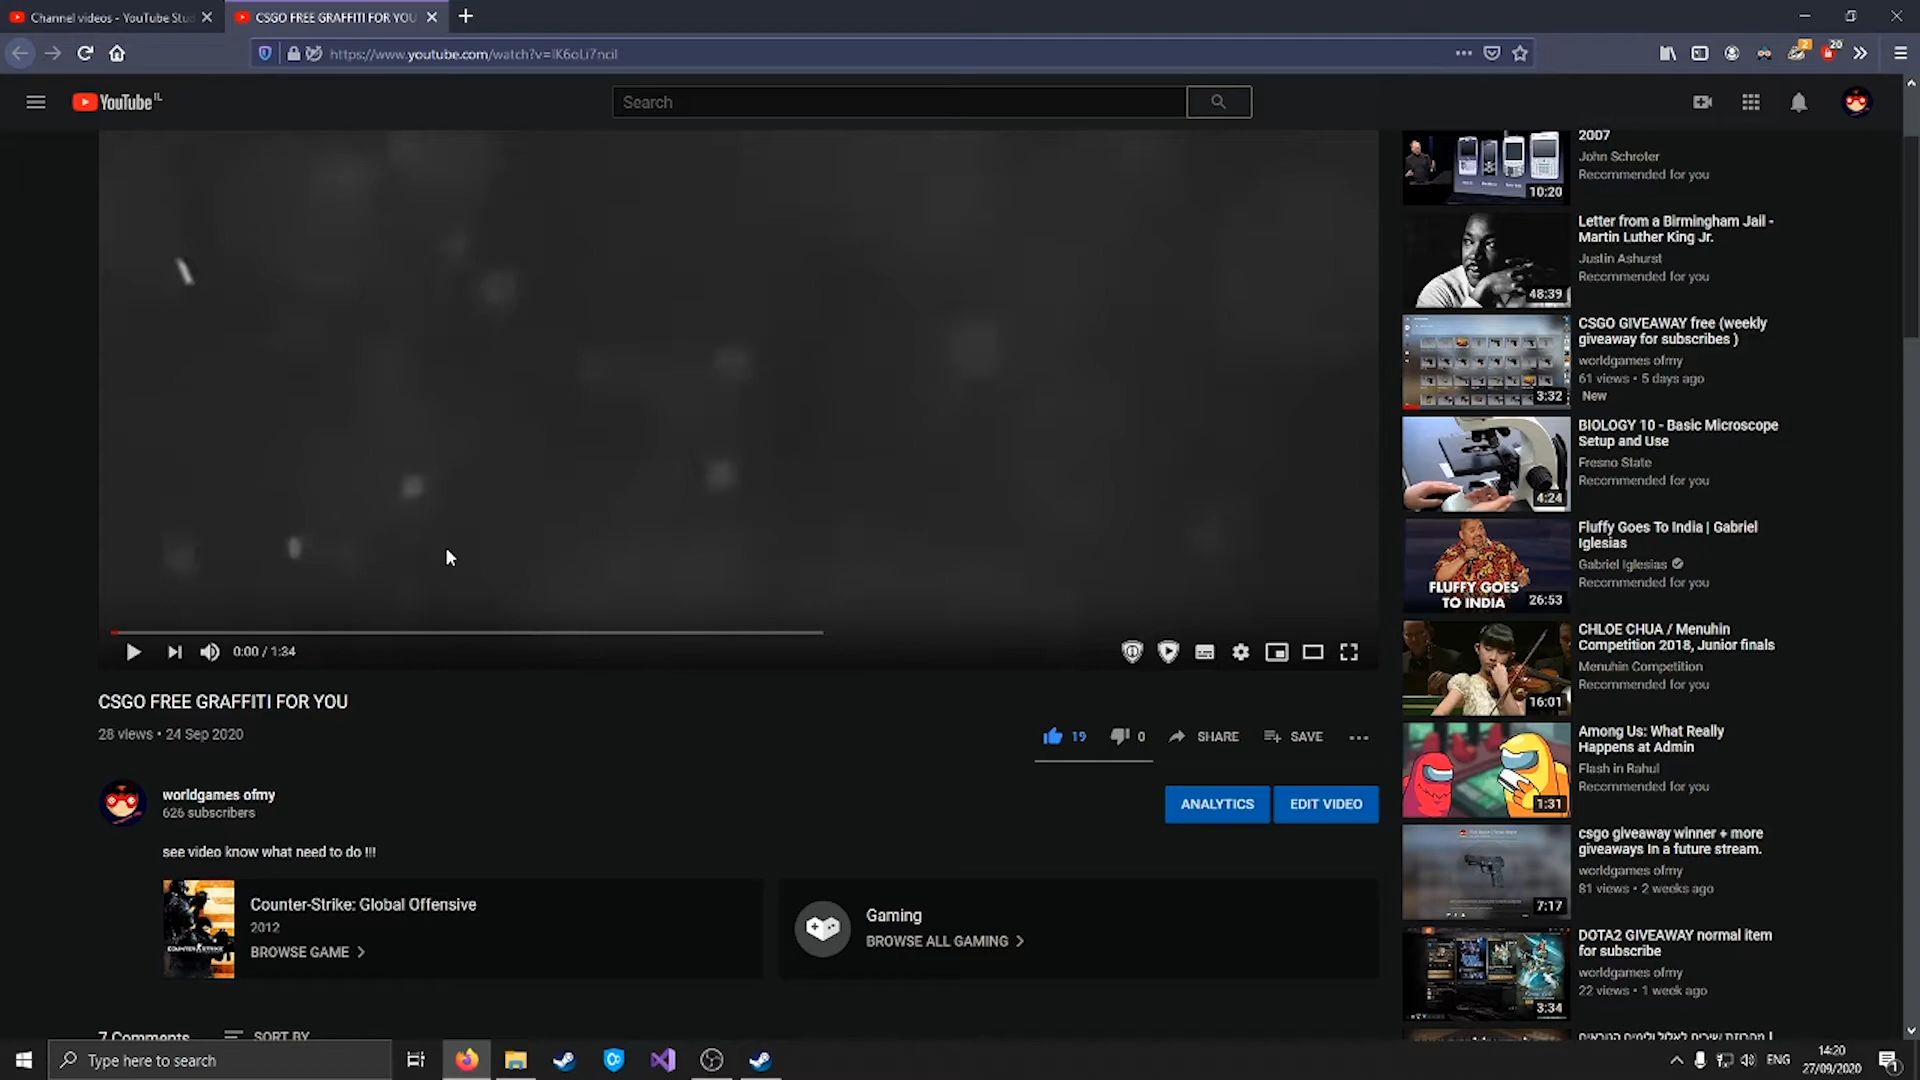 Channel videos - YouTube Stu
CSGO FREE GRAFFITI FOR YOU
20
2
YouTube IL
Search
2007
John Schroter
Recommended for you
10:20
Letter from a Birmingham Jail -
Martin Luther King Jr.
Justin Ashurst
Recommended for you
48:39
CSGO GIVEAWAY free (weekly
giveaway for subscribes )
worldgames ofmy
61 views • 5 days ago
New
3:32
BIOLOGY 10 - Basic Microscope
Setup and Use
Fresno State
Recommended for you
4:24
Fluffy Goes To India | Gabriel
Iglesias
Gabriel Iglesias
Recommended for you
FLUFFY GOES
TO INDIA
26:53
CHLOE CHUA / Menuhin
Competition 2018, Junior finals
Menuhin Competition
Recommended for you
16:01
Among Us: What Really
Happens at Admin
Flash in Rahul
Recommended for you
1:31
csgo giveaway winner + more
giveaways In a future stream.
worldgames ofmy
81 views • 2 weeks ago
7:17
DOTA2 GIVEAWAY normal item
for subscribe
worldgames ofmy
22 views • 1 week ago
3:34
0:00 / 1:34
CSGO FREE GRAFFITI FOR YOU
28 views • 24 Sep 2020
19
0
SHARE
SAVE
worldgames ofmy
626 subscribers
ANALYTICS
EDIT VIDEO
see video know what need to do !!!
Counter-Strike: Global Offensive
2012
BROWSE GAME
Gaming
BROWSE ALL GAMING
7 Comments
SORT BY
Type here to search
ENG
14:20
27/09/2020
1